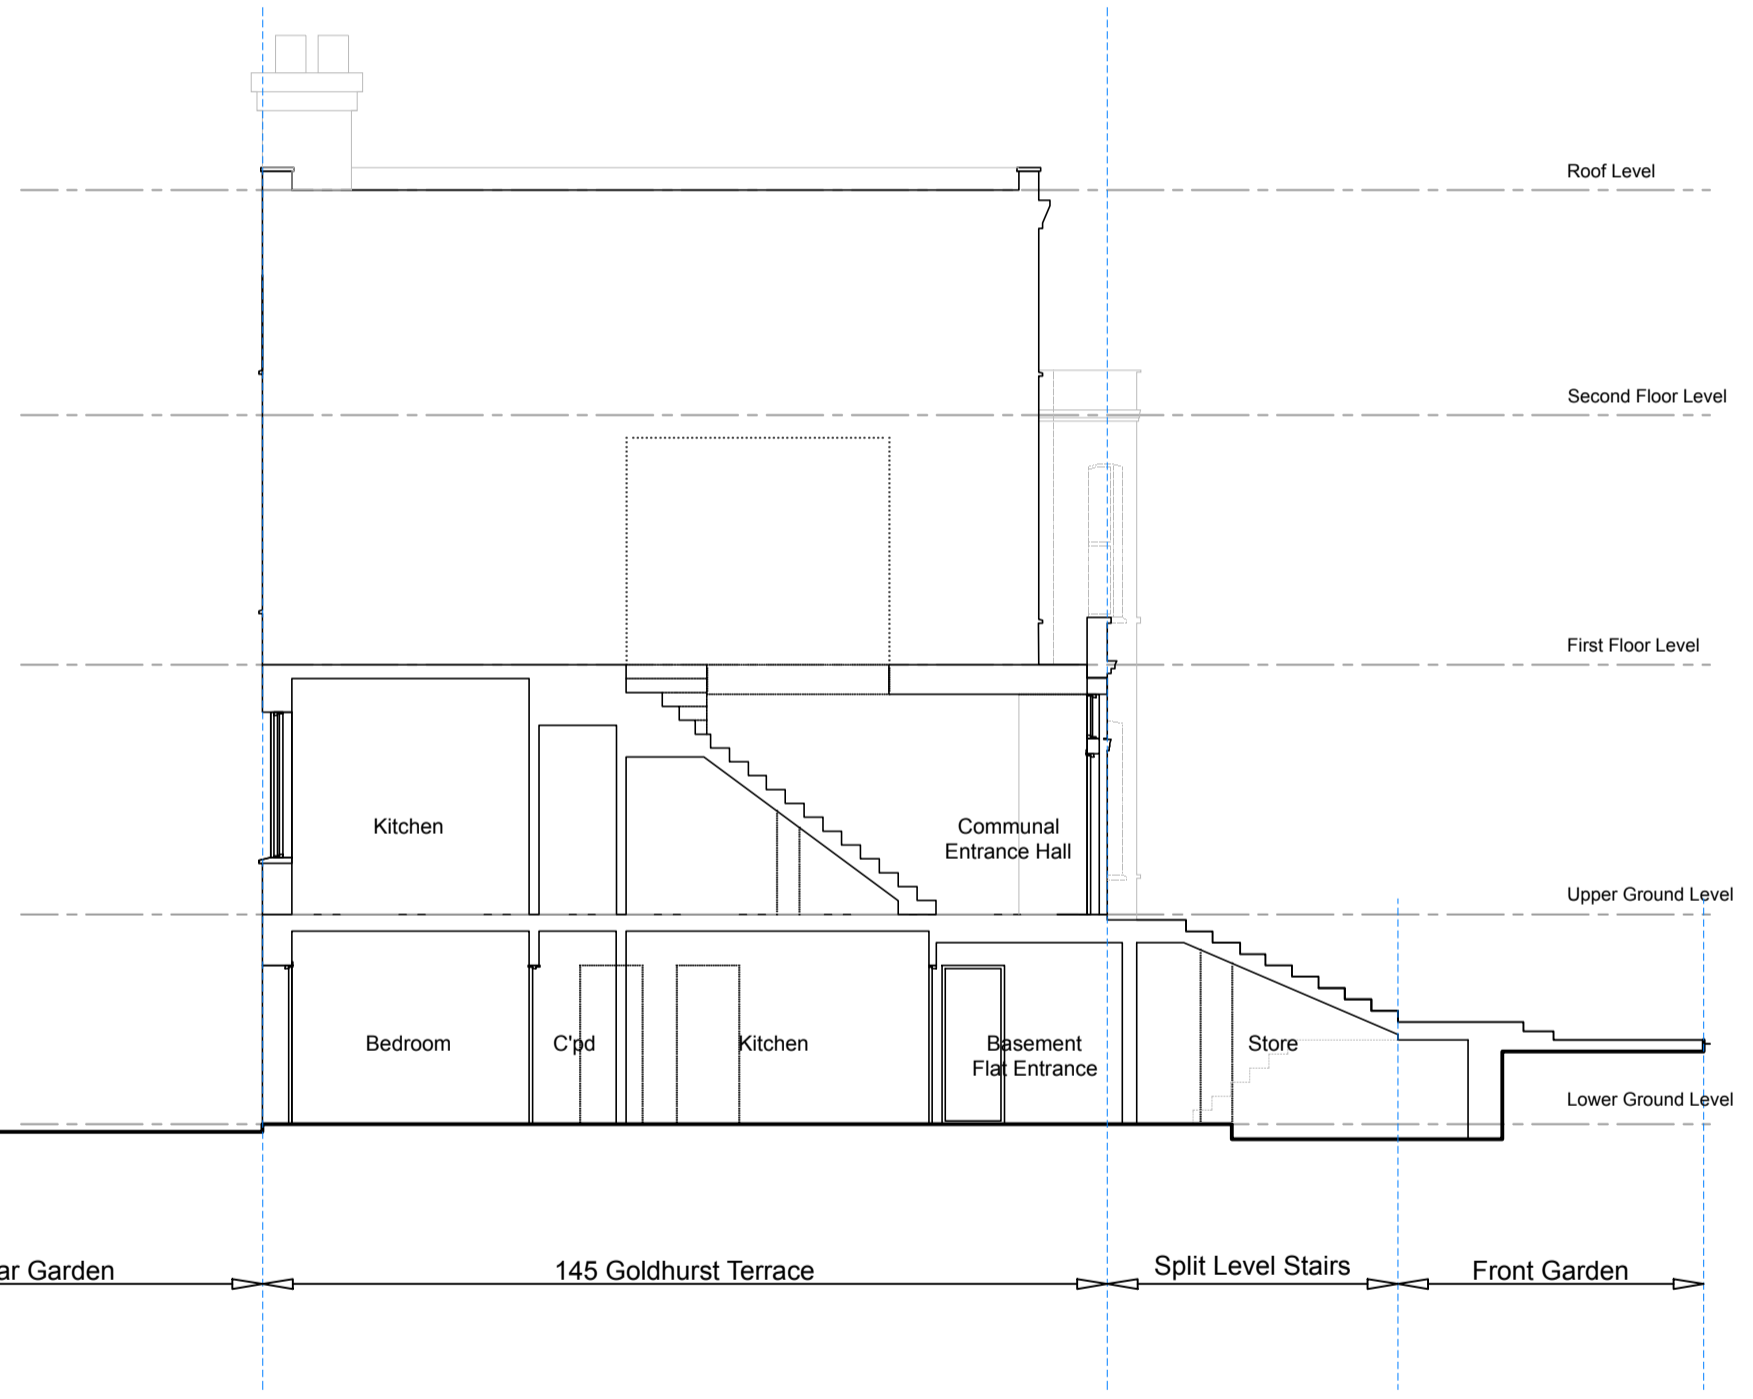 Roof Level
Second Floor Level
First Floor Level
Kitchen
Communal
Entrance Hall
Upper Ground Level
Bedroom
C'pd
Kitchen
Basement
Flat Entrance
Store
Lower Ground Level
ar Garden
145 Goldhurst Terrace
Split Level Stairs
Front Garden